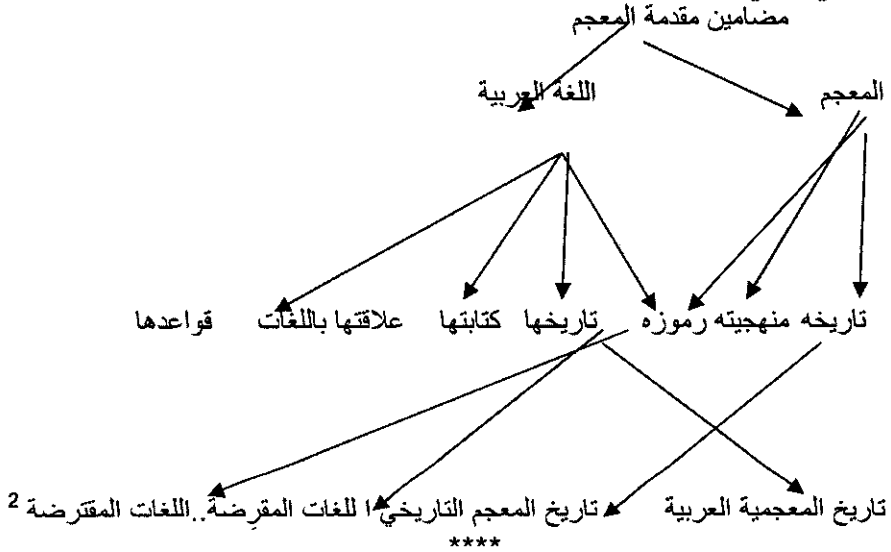 مضامين مقدمة المعجم
المعجم اللغة العربية
تاريخه منهجيته رموزه تاريخها كتابتها علاقتها باللغات قواعدها
تاريخ المعجمية العربية تاريخ المعجم التاريخي ا للغات المقرضة..اللغات المقترضة 2
****